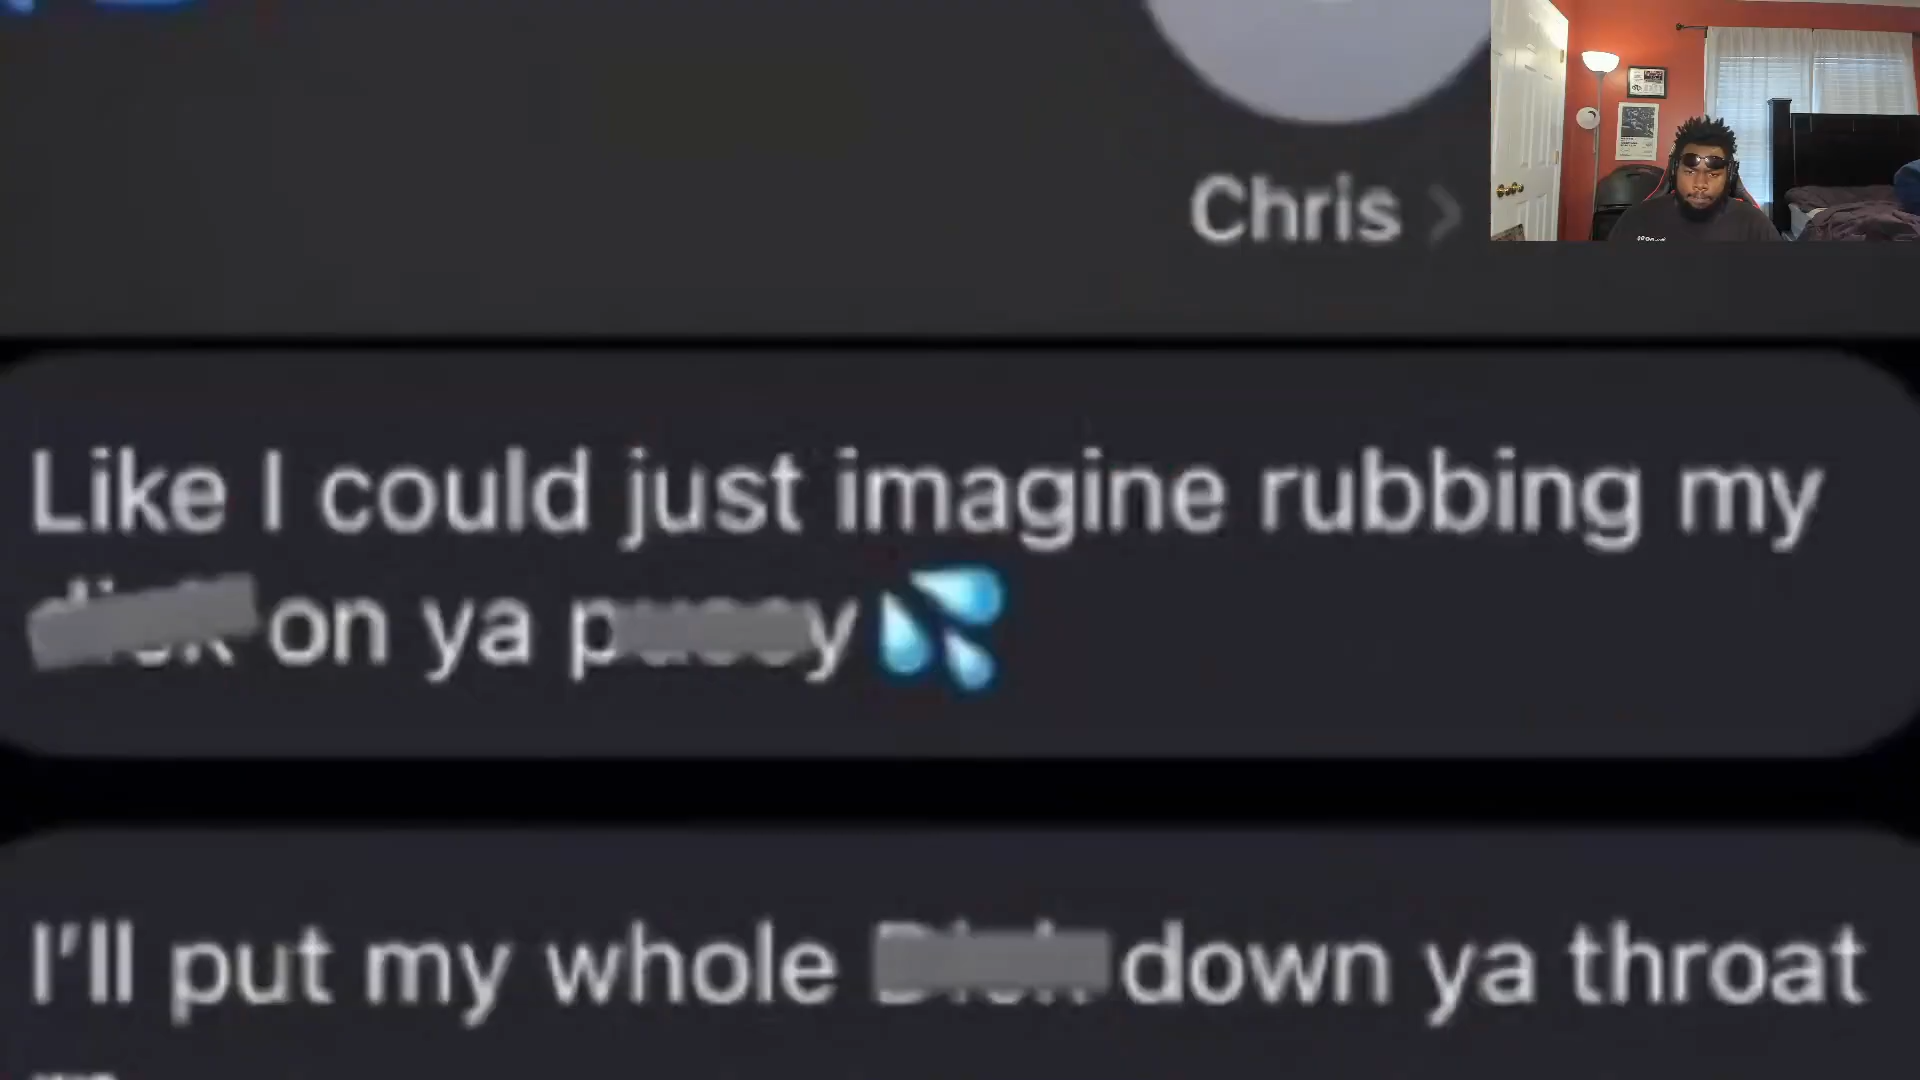 Chris >
Like I could just imagine rubbing my
on ya p y 💦
I'll put my whole down ya throat